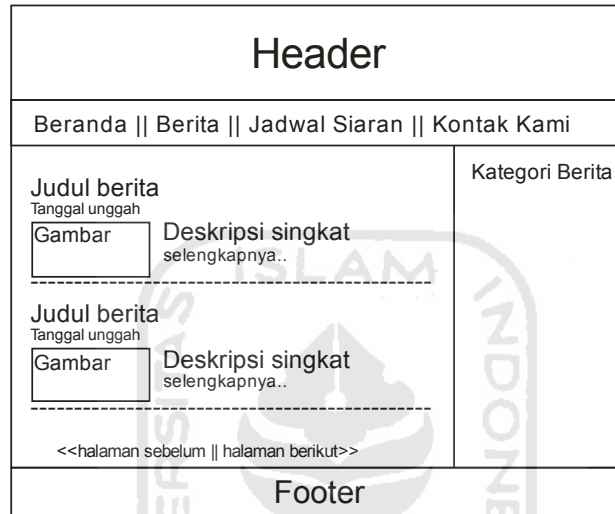 Header
Beranda || Berita || Jadwal Siaran || Kontak Kami
Judul berita
Tanggal unggah
Gambar
Deskripsi singkat
selengkapnya..
Judul berita
Tanggal unggah
Gambar
Deskripsi singkat
selengkapnya..
<<halaman sebelum || halaman berikut>>
Kategori Berita
Footer
ISLAM